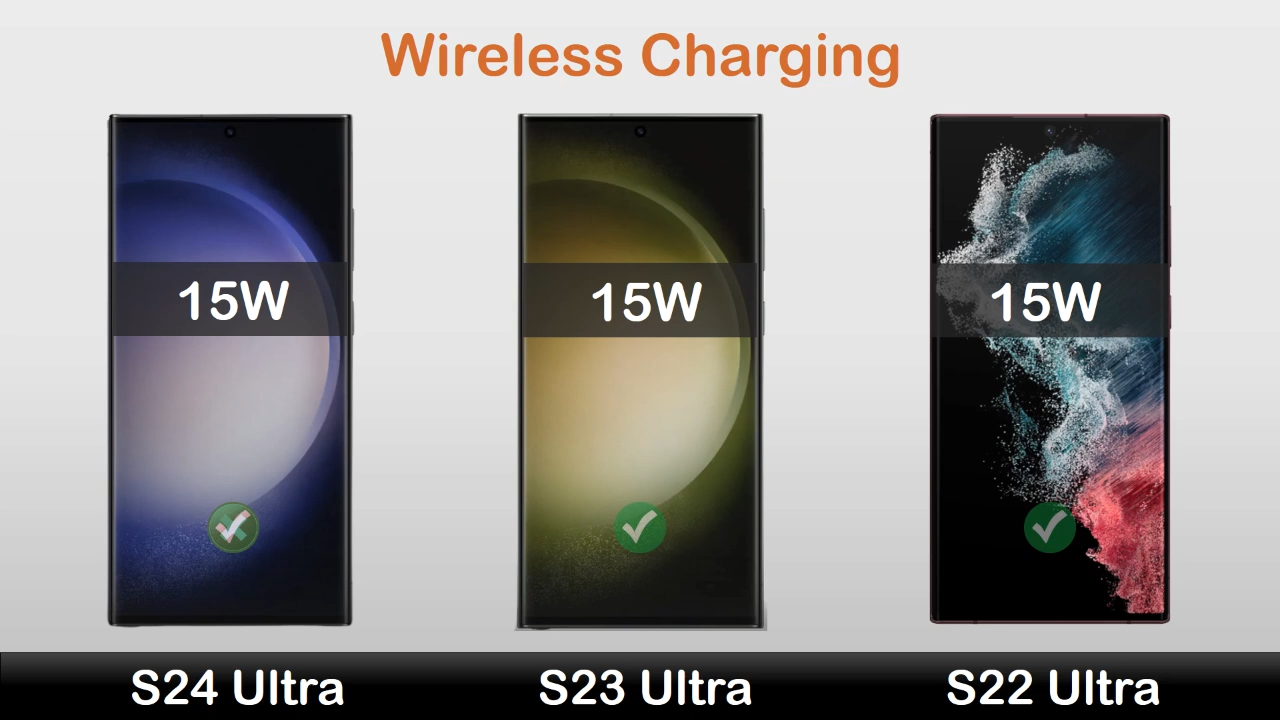 Wireless Charging
15W
15W
15W
S24 Ultra
S23 Ultra
S22 Ultra